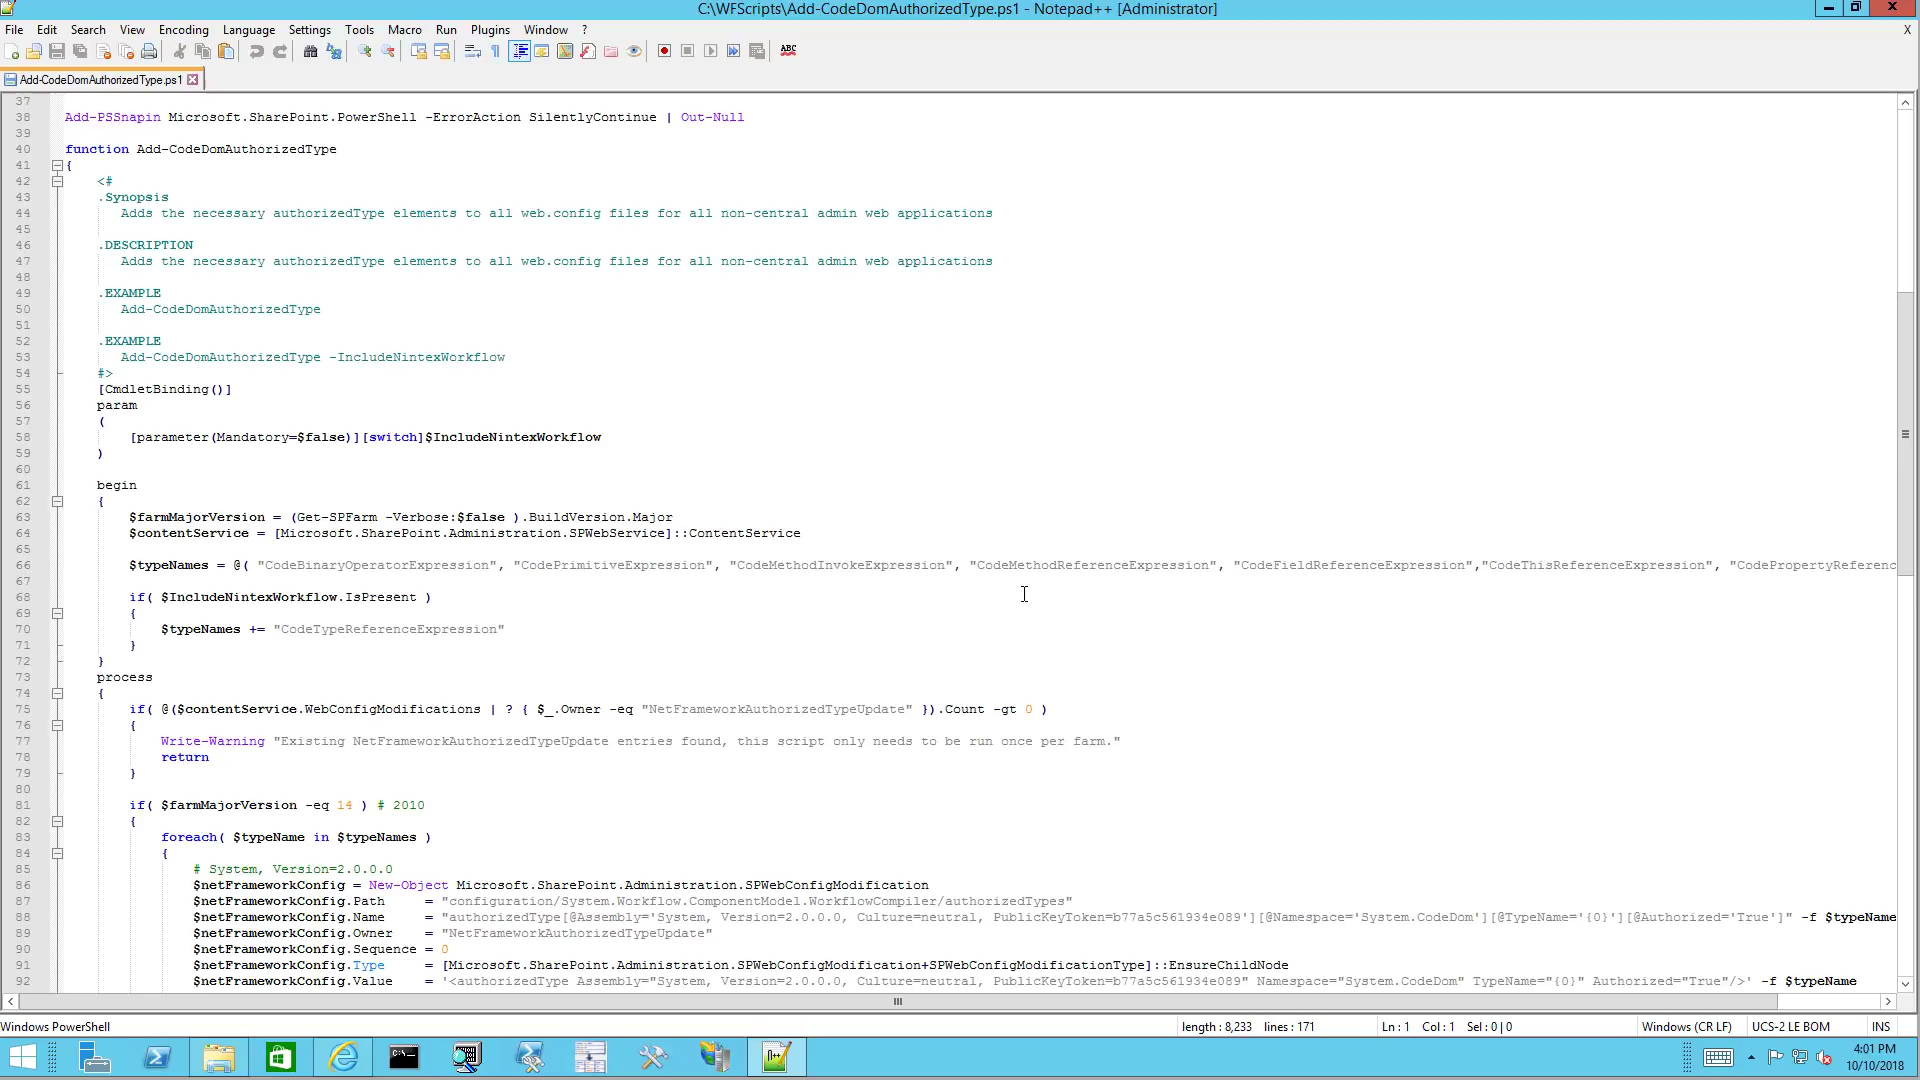 C:\WFScripts\Add-CodeDomAuthorizedType.ps1 - Notepad++ [Administrator]
File Edit Search View Encoding Language Settings Tools Macro Run Plugins Window ? X
ABC
Add-CodeDomAuthorizedType.ps1
37
38 Add-PSSnapin Microsoft.SharePoint.PowerShell -ErrorAction SilentlyContinue | Out-Null
39
40 function Add-CodeDomAuthorizedType
41 {
42 <#
43 .Synopsis
44 Adds the necessary authorizedType elements to all web.config files for all non-central admin web applications
45
46 .DESCRIPTION
47 Adds the necessary authorizedType elements to all web.config files for all non-central admin web applications
48
49 .EXAMPLE
50 Add-CodeDomAuthorizedType
51
52 .EXAMPLE
53 Add-CodeDomAuthorizedType -IncludeNintexWorkflow
54 #>
55 [CmdletBinding()]
56 param
57 (
58 [parameter(Mandatory=$false)][switch]$IncludeNintexWorkflow
59 )
60
61 begin
62 {
63 $farmMajorVersion = (Get-SPFarm -Verbose:$false ).BuildVersion.Major
64 $contentService = [Microsoft.SharePoint.Administration.SPWebService]::ContentService
65
66 $typeNames = @( "CodeBinaryOperatorExpression", "CodePrimitiveExpression", "CodeMethodInvokeExpression", "CodeMethodReferenceExpression", "CodeFieldReferenceExpression","CodeThisReferenceExpression", "CodePropertyReferenc
67
68 if( $IncludeNintexWorkflow.IsPresent )
69 {
70 $typeNames += "CodeTypeReferenceExpression"
71 }
72 }
73 process
74 {
75 if( @($contentService.WebConfigModifications | ? { $_.Owner -eq "NetFrameworkAuthorizedTypeUpdate" }).Count -gt 0 )
76 {
77 Write-Warning "Existing NetFrameworkAuthorizedTypeUpdate entries found, this script only needs to be run once per farm."
78 return
79 }
80
81 if( $farmMajorVersion -eq 14 ) # 2010
82 {
83 foreach( $typeName in $typeNames )
84 {
85 # System, Version=2.0.0.0
86 $netFrameworkConfig = New-Object Microsoft.SharePoint.Administration.SPWebConfigModification
87 $netFrameworkConfig.Path = "configuration/System.Workflow.ComponentModel.WorkflowCompiler/authorizedTypes"
88 $netFrameworkConfig.Name = "authorizedType[@Assembly='System, Version=2.0.0.0, Culture=neutral, PublicKeyToken=b77a5c561934e089'][@Namespace='System.CodeDom'][@TypeName='{0}'][@Authorized='True']" -f $typeName
89 $netFrameworkConfig.Owner = "NetFrameworkAuthorizedTypeUpdate"
90 $netFrameworkConfig.Sequence = 0
91 $netFrameworkConfig.Type = [Microsoft.SharePoint.Administration.SPWebConfigModification+SPWebConfigModificationType]::EnsureChildNode
92 $netFrameworkConfig.Value = '<authorizedType Assembly="System, Version=2.0.0.0, Culture=neutral, PublicKeyToken=b77a5c561934e089" Namespace="System.CodeDom" TypeName="{0}" Authorized="True"/>' -f $typeName
Windows PowerShell length : 8,233 lines : 171 Ln : 1 Col : 1 Sel : 0 | 0 Windows (CR LF) UCS-2 LE BOM INS
4:01 PM
10/10/2018